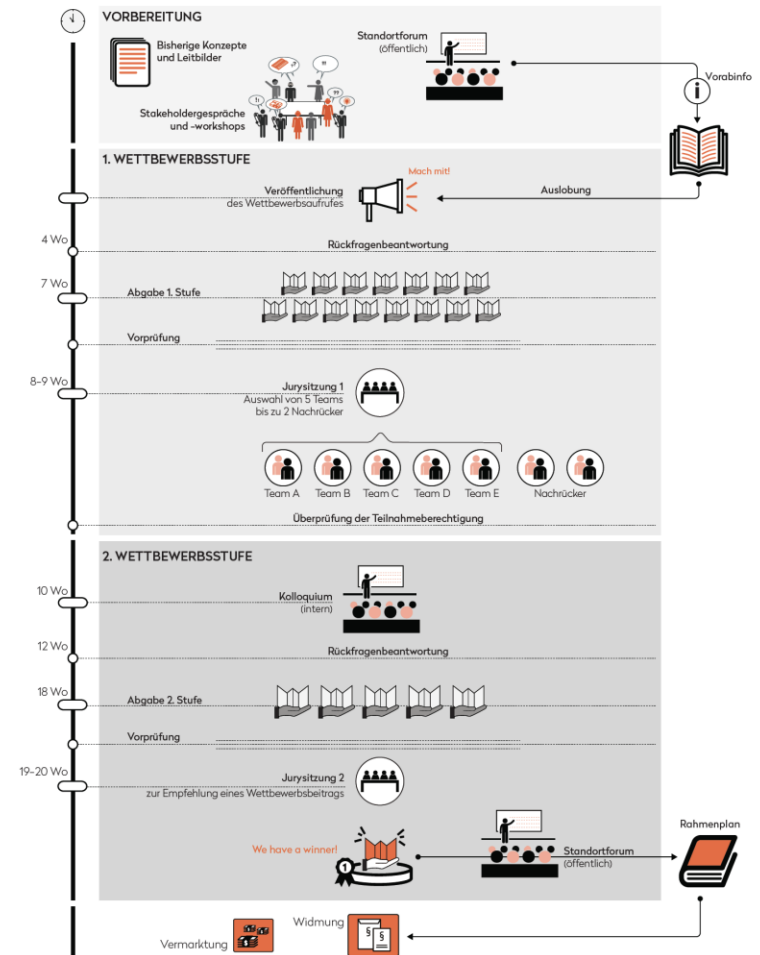 VORBEREITUNG
Bisherige Konzepte
und Leitbilder
Standortforum
(öffentlich)
Stakeholdergespräche
und -workshops
Vorabinfo
i
1. WETTBEWERBSSTUFE
Mach mit!
Veröffentlichung
des Wettbewerbsaufrufes
Auslobung
4 Wo
Rückfragenbeantwortung
7 Wo
Abgabe 1. Stufe
Vorprüfung
8-9 Wo
Jurysitzung 1
Auswahl von 5 Teams
bis zu 2 Nachrücker
Team A Team B Team C Team D Team E Nachrücker
Überprüfung der Teilnahmeberechtigung
2. WETTBEWERBSSTUFE
10 Wo
Kolloquium
(intern)
12 Wo
Rückfragenbeantwortung
18 Wo
Abgabe 2. Stufe
Vorprüfung
19-20 Wo
Jurysitzung 2
zur Empfehlung eines Wettbewerbsbeitrags
We have a winner!
1
Standortforum
(öffentlich)
Rahmenplan
Widmung
§ §
Vermarktung